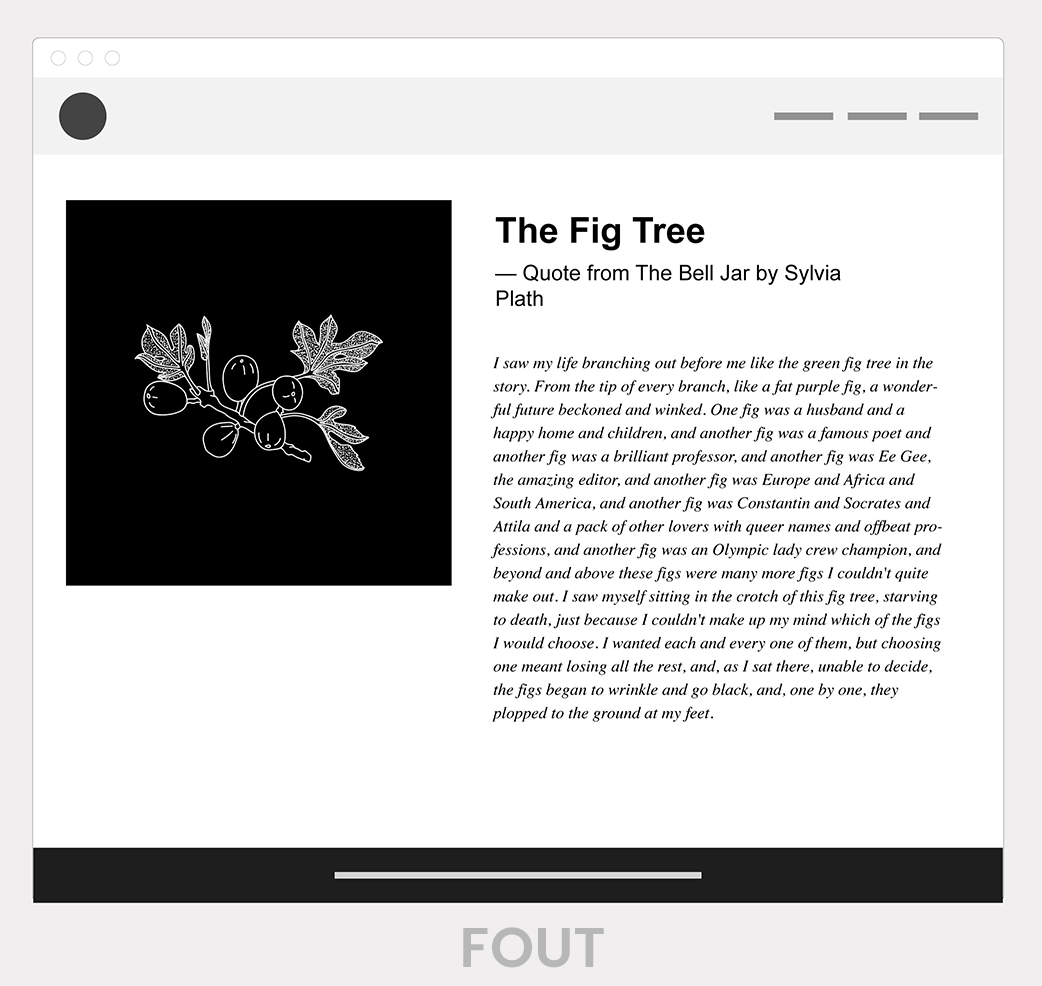 The Fig Tree
— Quote from The Bell Jar by Sylvia
Plath
I saw my life branching out before me like the green fig tree in the
story. From the tip of every branch, like a fat purple fig, a wonder-
ful future beckoned and winked. One fig was a husband and a
happy home and children, and another fig was a famous poet and
another fig was a brilliant professor, and another fig was Ee Gee,
the amazing editor, and another fig was Europe and Africa and
South America, and another fig was Constantin and Socrates and
Attila and a pack of other lovers with queer names and offbeat pro-
fessions, and another fig was an Olympic lady crew champion, and
beyond and above these figs were many more figs I couldn't quite
make out. I saw myself sitting in the crotch of this fig tree, starving
to death, just because I couldn't make up my mind which of the figs
I would choose. I wanted each and every one of them, but choosing
one meant losing all the rest, and, as I sat there, unable to decide,
the figs began to wrinkle and go black, and, one by one, they
plopped to the ground at my feet.
FOUT